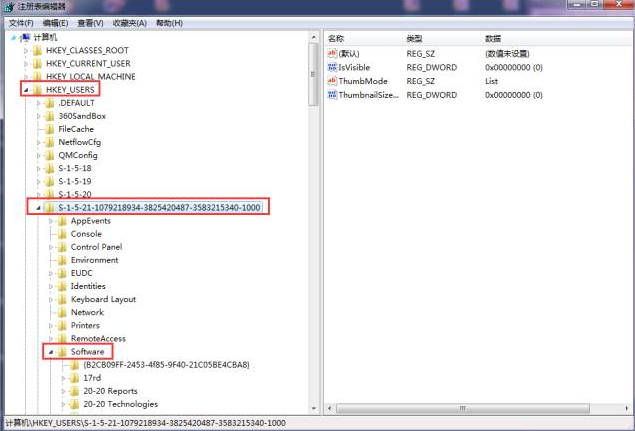 注册表编辑器
文件(F) 编辑(E) 查看(V) 收藏夹(A) 帮助(H)
计算机
HKEY_CLASSES_ROOT
HKEY_CURRENT_USER
HKEY_LOCAL_MACHINE
HKEY_USERS
.DEFAULT
360SandBox
FileCache
NetflowCfg
QMConfig
S-1-5-18
S-1-5-19
S-1-5-20
S-1-5-21-1079218934-3825420487-3583215340-1000
AppEvents
Console
Control Panel
Environment
EUDC
Identities
Keyboard Layout
Network
Printers
RemoteAccess
Software
{B2CB09FF-2453-4f85-9F40-21C05BE4CBA8}
17rd
20-20 Reports
20-20 Technologies
名称 类型 数据
ab (默认) REG_SZ (数值未设置)
IsVisible REG_DWORD 0x00000000 (0)
ab ThumbMode REG_SZ List
ThumbnailSize... REG_DWORD 0x00000000 (0)
计算机\HKEY_USERS\S-1-5-21-1079218934-3825420487-3583215340-1000